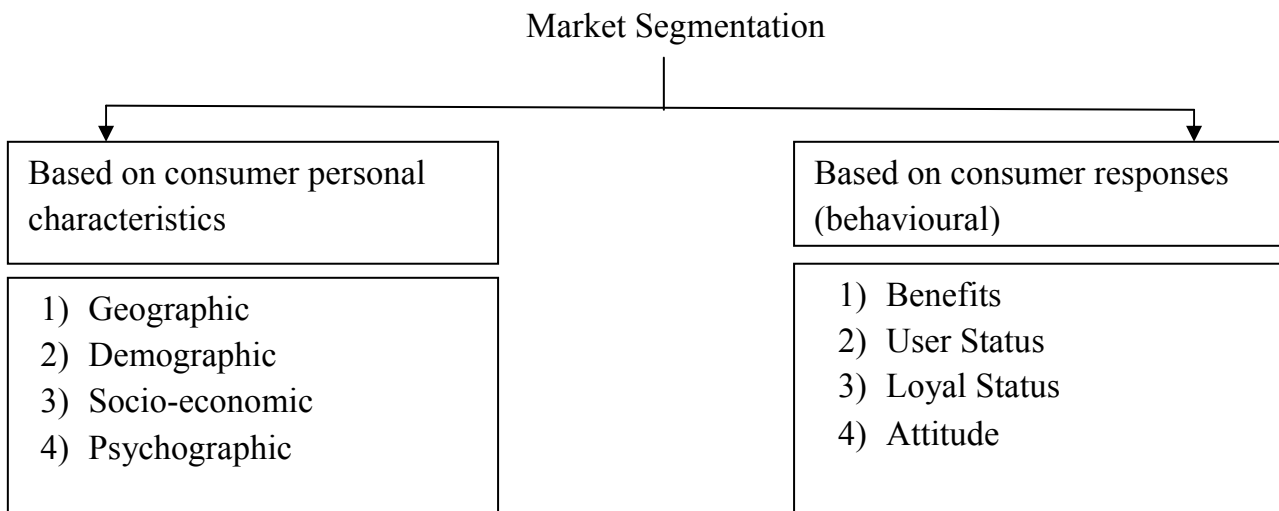 Market Segmentation
Based on consumer personal
characteristics
1) Geographic
2) Demographic
3) Socio-economic
4) Psychographic
Based on consumer responses
(behavioural)
1) Benefits
2) User Status
3) Loyal Status
4) Attitude